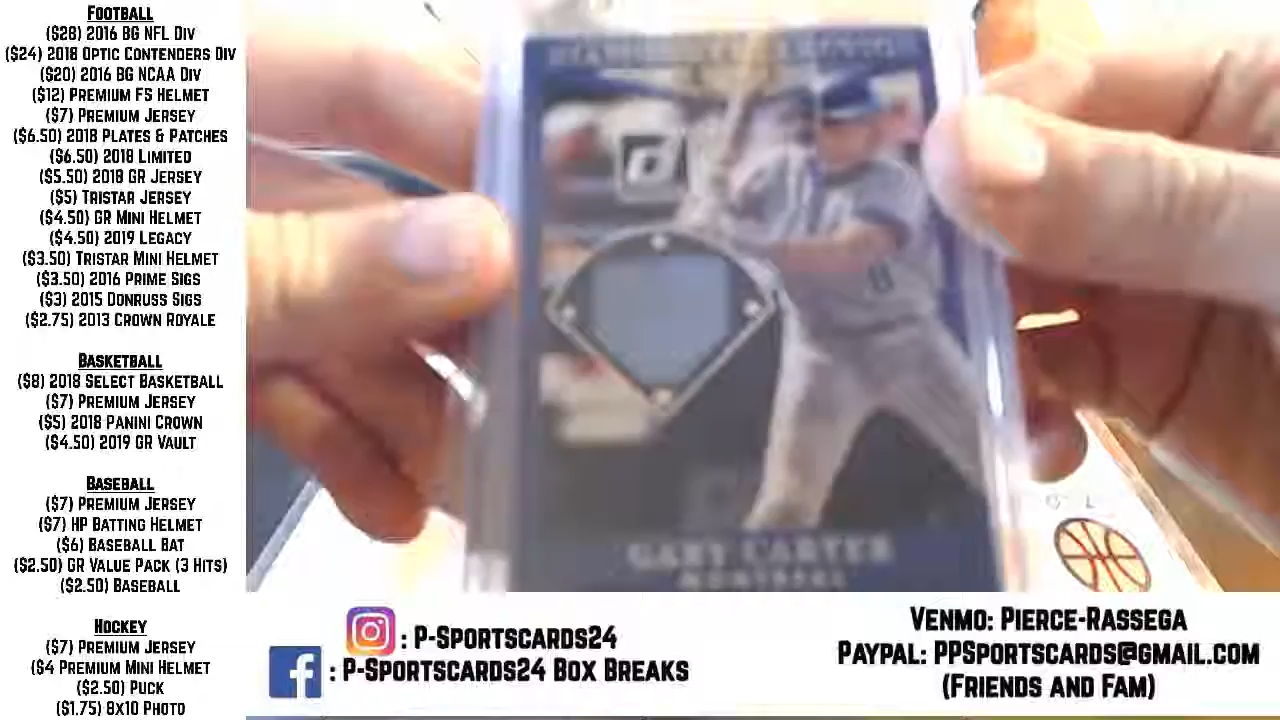 FOOTBALL
($28) 2016 BG NFL DIV
($24) 2018 OPTIC CONTENDERS DIV
($20) 2016 BG NCAA DIV
($12) PREMIUM FS HELMET
($7) PREMIUM JERSEY
($6.50) 2018 PLATES & PATCHES
($6.50) 2018 LIMITED
($5.50) 2018 GR JERSEY
($5) TRISTAR JERSEY
($4.50) GR MINI HELMET
($4.50) 2019 LEGACY
($3.50) TRISTAR MINI HELMET
($3.50) 2016 PRIME SIGS
($3) 2015 DONRUSS SIGS
($2.75) 2013 CROWN ROYALE
BASKETBALL
($8) 2018 SELECT BASKETBALL
($7) PREMIUM JERSEY
($5) 2018 PANINI CROWN
($4.50) 2019 GR VAULT
BASEBALL
($7) PREMIUM JERSEY
($7) HP BATTING HELMET
($6) BASEBALL BAT
($2.50) GR VALUE PACK (3 HITS)
($2.50) BASEBALL
HOCKEY
($7) PREMIUM JERSEY
($4 PREMIUM MINI HELMET
($2.50) PUCK
($1.75) 8X10 PHOTO
D
8
GARY CARTER
MONTREAL
O L
: P-SPORTSCARDS24
f : P-SPORTSCARDS24 BOX BREAKS
VENMO: PIERCE-RASSEGA
PAYPAL: PPSPORTSCARDS@GMAIL.COM
(FRIENDS AND FAM)